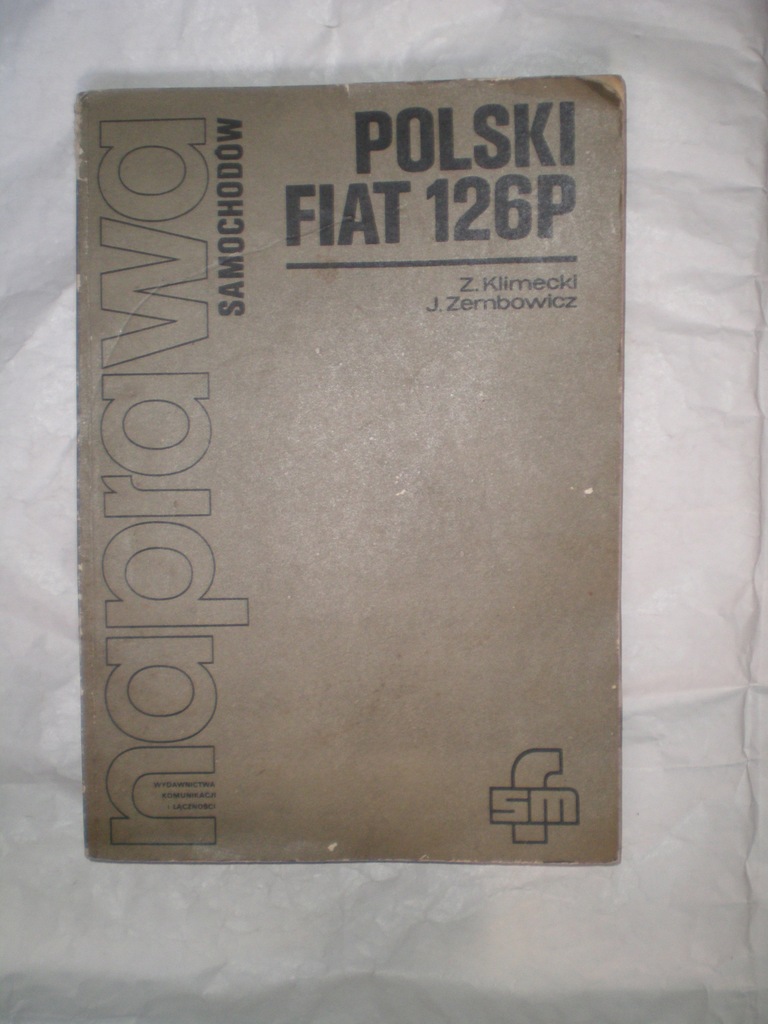 POLSKI
FIAT 126P
Z. Klimecki
J. Zembowicz
naprawa
SAMOCHODÓW
WYDAWNICTWA
KOMUNIKACJI
I ŁĄCZNOŚCI
sfm